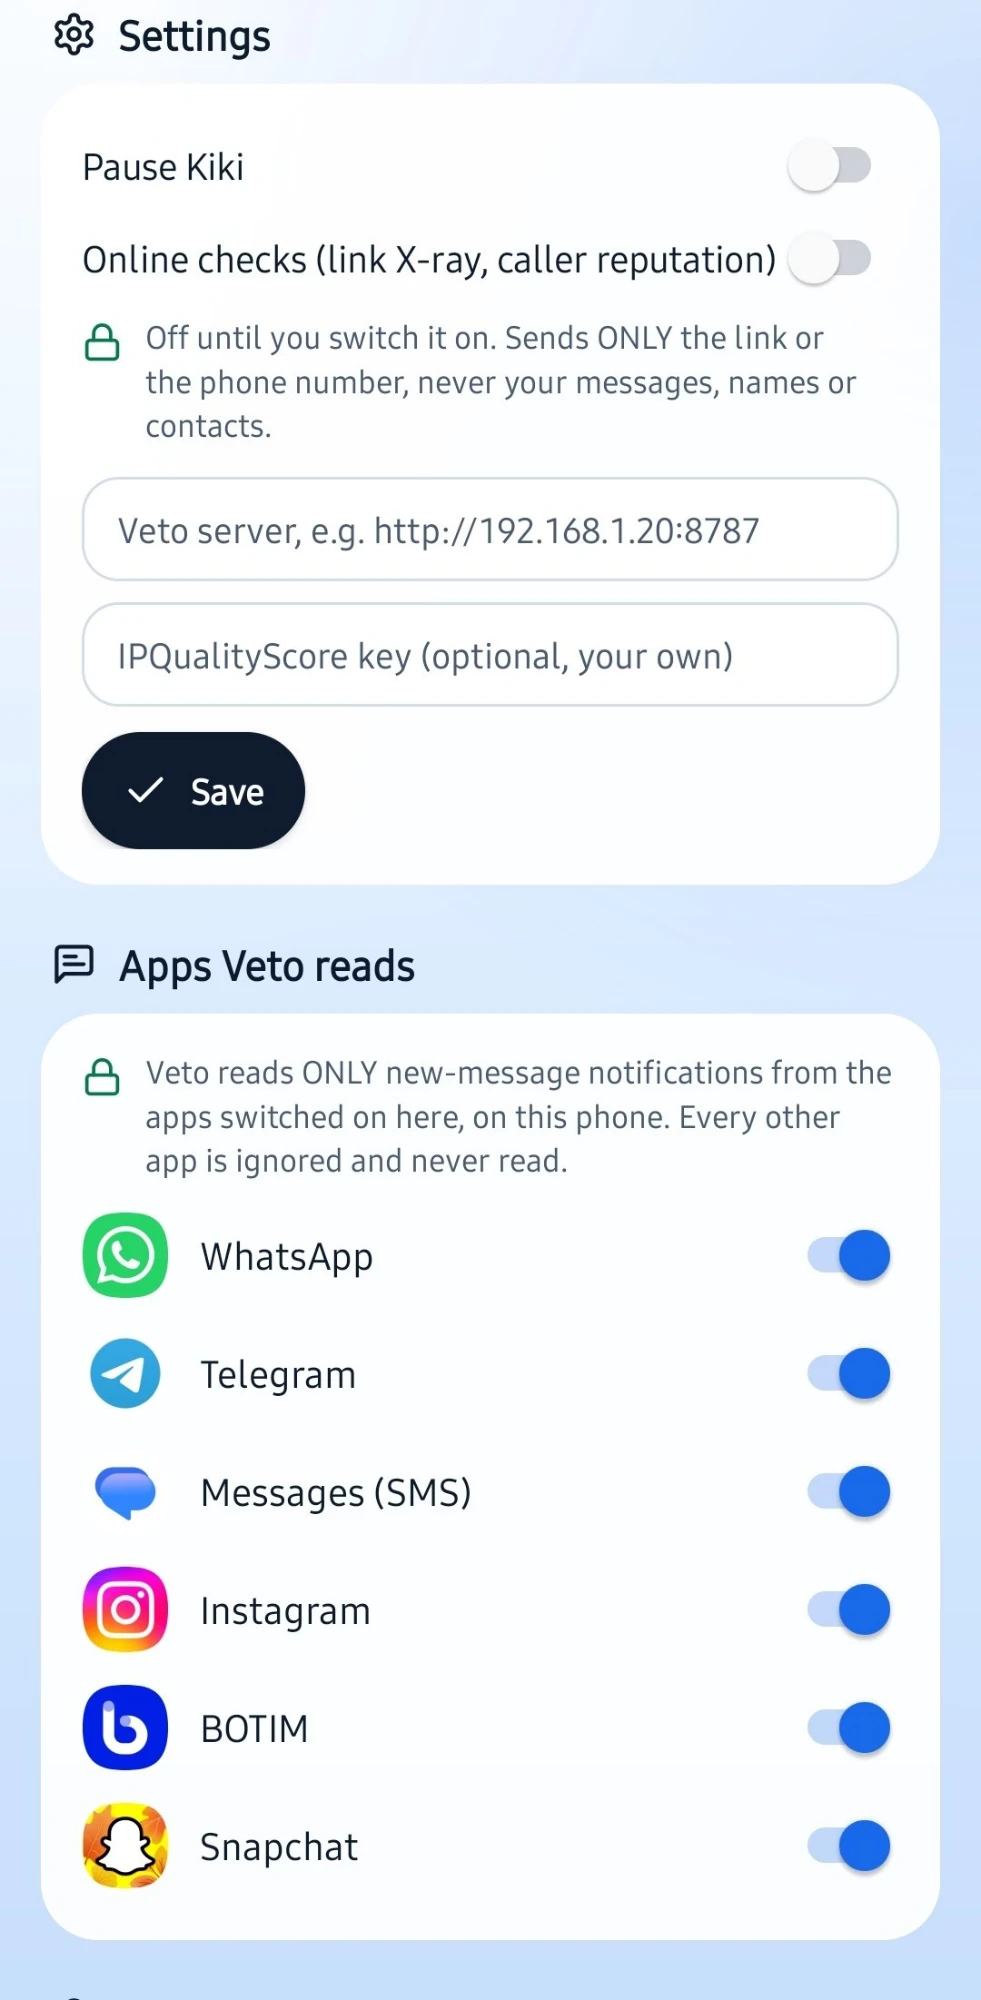 Settings
Pause Kiki
Online checks (link X-ray, caller reputation)
Off until you switch it on. Sends ONLY the link or
the phone number, never your messages, names or
contacts.
Veto server, e.g. http://192.168.1.20:8787
IPQualityScore key (optional, your own)
Save
Apps Veto reads
Veto reads ONLY new-message notifications from the
apps switched on here, on this phone. Every other
app is ignored and never read.
WhatsApp
Telegram
Messages (SMS)
Instagram
BOTIM
Snapchat